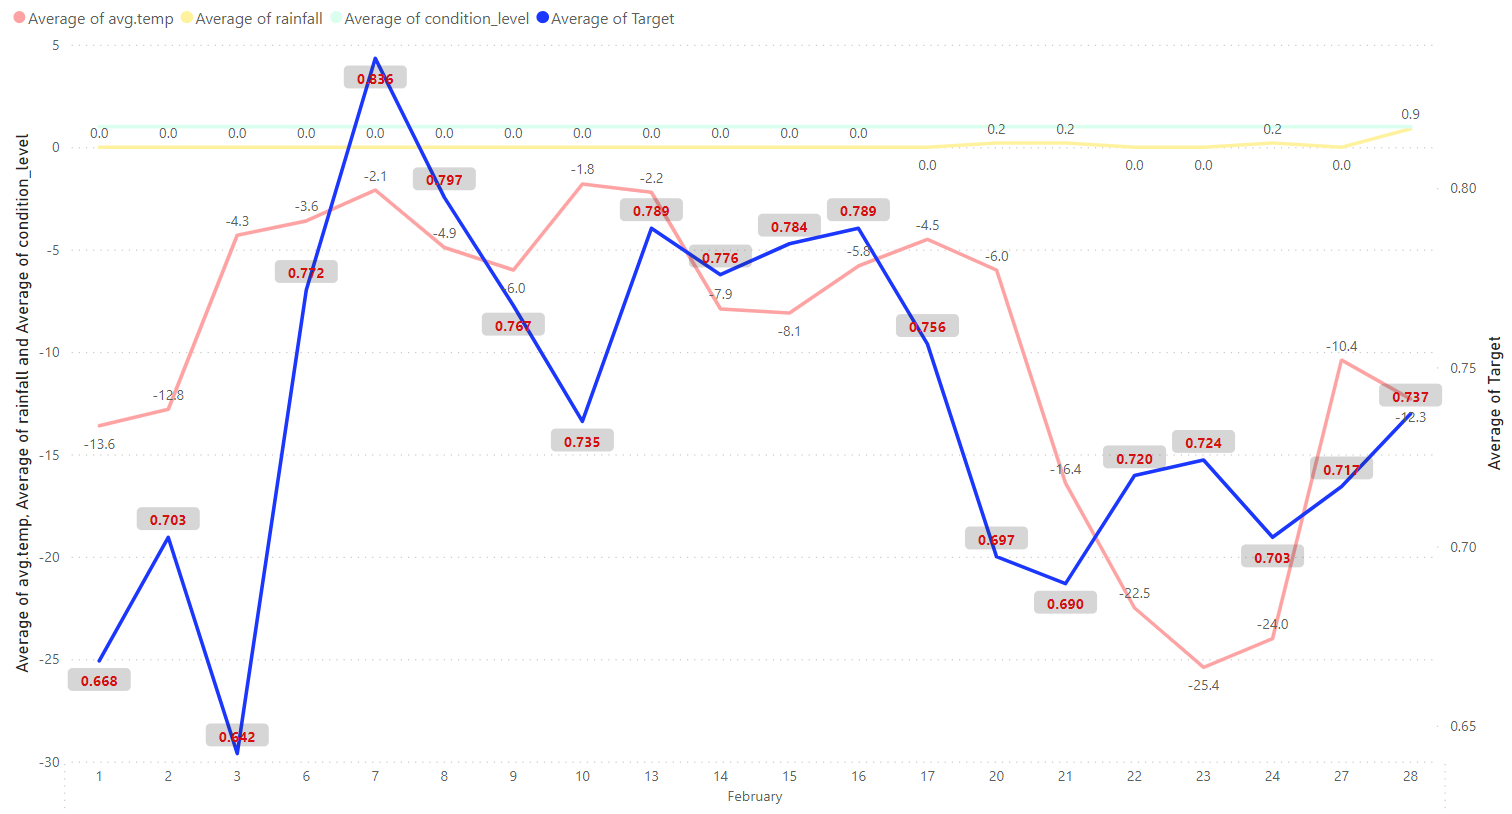 Average of avg.temp Average of rainfall Average of condition_level Average of Target
Average of avg.temp, Average of rainfall and Average of condition_level
5
0
-5
-10
-15
-20
-25
-30
0.0 0.0 0.0 0.0 0.0 0.0 0.0 0.0 0.0 0.0 0.0 0.0 0.0 0.2 0.2 0.0 0.0 0.2 0.0 0.9
-13.6 -12.8 -4.3 -3.6 -2.1 -4.9 -6.0 -1.8 -2.2 -7.9 -8.1 -5.8 -4.5 -6.0 -16.4 -22.5 -25.4 -24.0 -10.4 -12.3
0.668 0.703 0.642 0.772 0.836 0.797 0.767 0.735 0.789 0.776 0.784 0.789 0.756 0.697 0.690 0.720 0.724 0.703 0.717 0.737
0.80
0.75
0.70
0.65
Average of Target
1 2 3 6 7 8 9 10 13 14 15 16 17 20 21 22 23 24 27 28
February